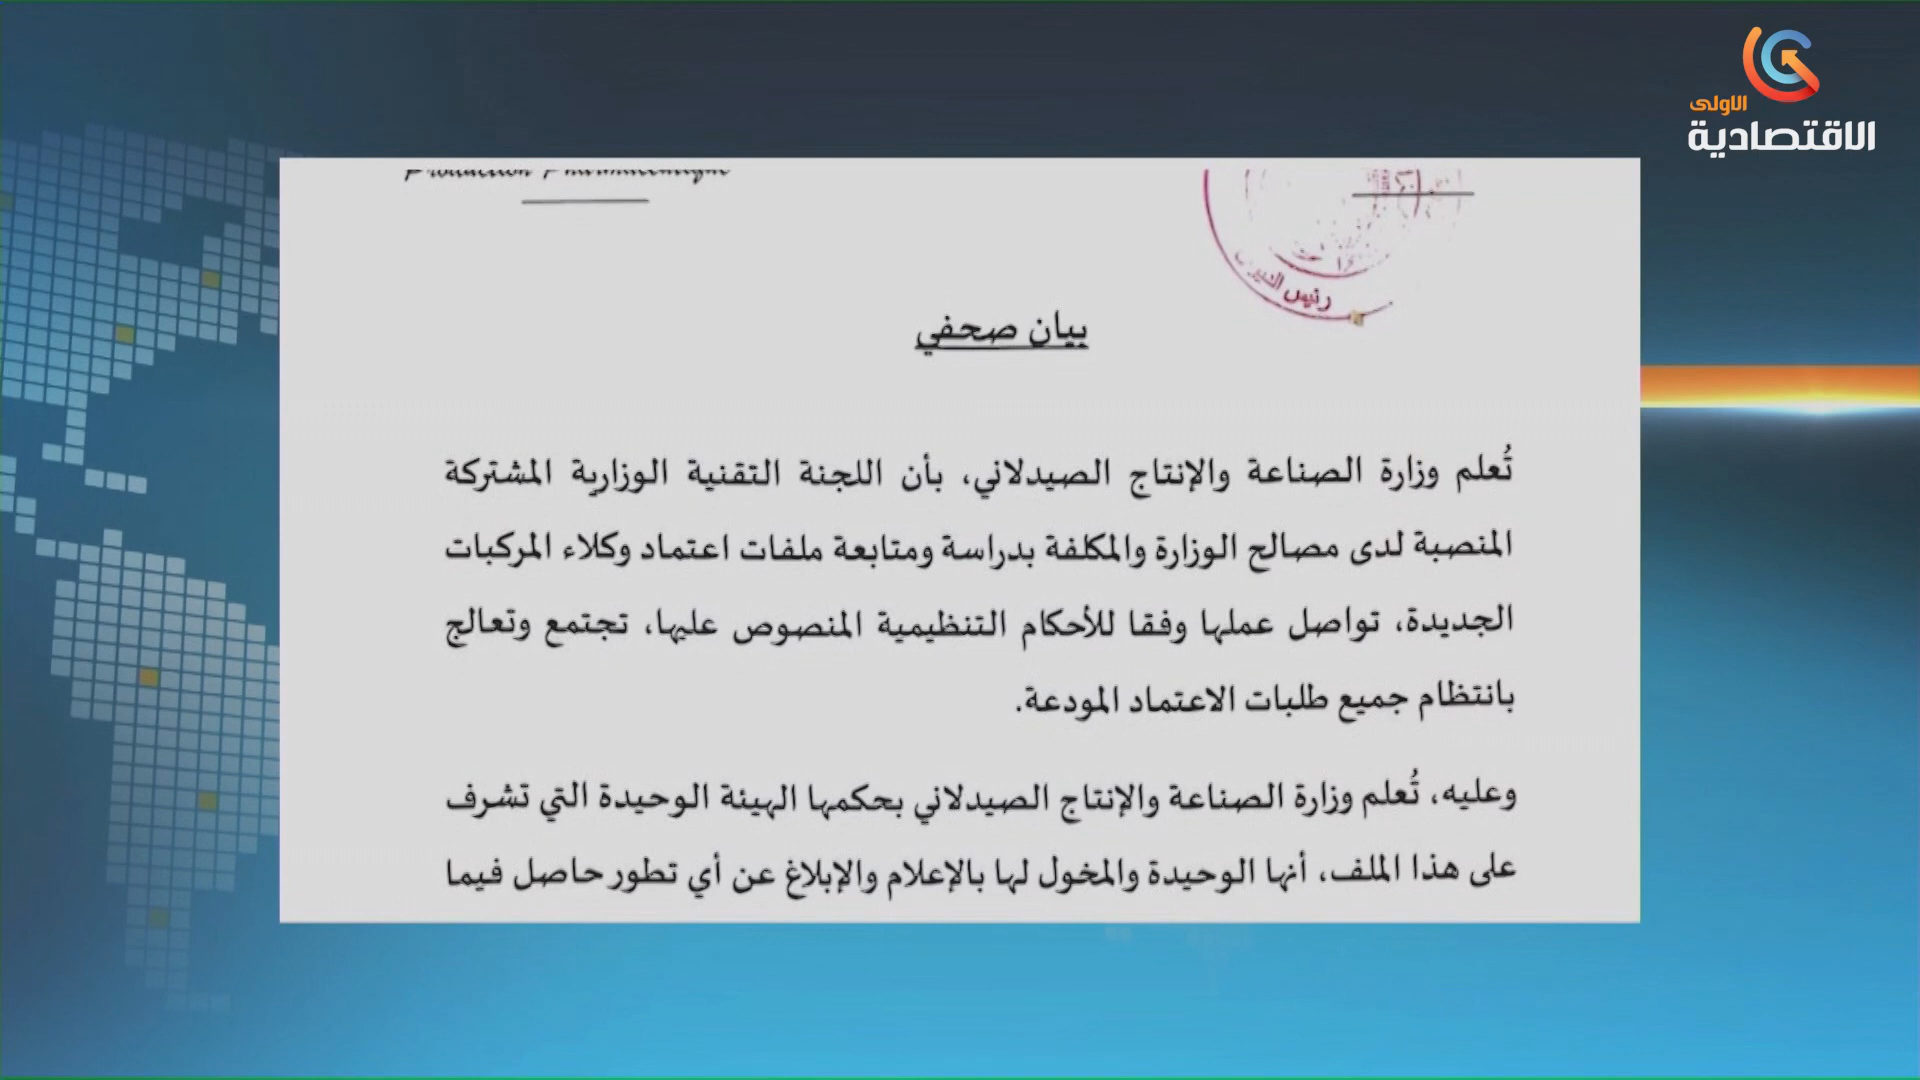 الاولى
الاقتصادية
Production Pharmaceutique
رئيس
بيان صحفي
تُعلم وزارة الصناعة والإنتاج الصيدلاني، بأن اللجنة التقنية الوزارية المشتركة
المنصبة لدى مصالح الوزارة والمكلفة بدراسة ومتابعة ملفات اعتماد وكلاء المركبات
الجديدة، تواصل عملها وفقا للأحكام التنظيمية المنصوص عليها، تجتمع وتعالج
بانتظام جميع طلبات الاعتماد المودعة.
وعليه، تُعلم وزارة الصناعة والإنتاج الصيدلاني بحكمها الهيئة الوحيدة التي تشرف
على هذا الملف، أنها الوحيدة والمخول لها بالإعلام والإبلاغ عن أي تطور حاصل فيما